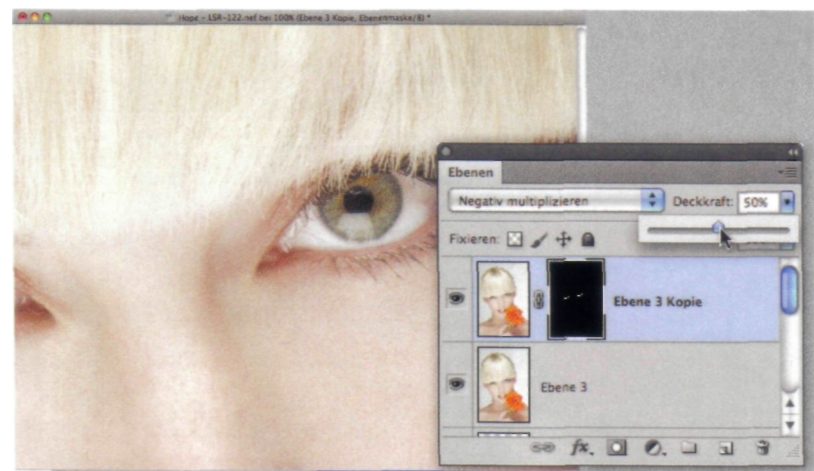 Hope - LSR-122.nef bei 100% (Ebene 3 Kopie, Ebenenmaske/8) *
Ebenen
Negativ multiplizieren Deckkraft: 50%
Fixieren:
Ebene 3 Kopie
Ebene 3
fx.